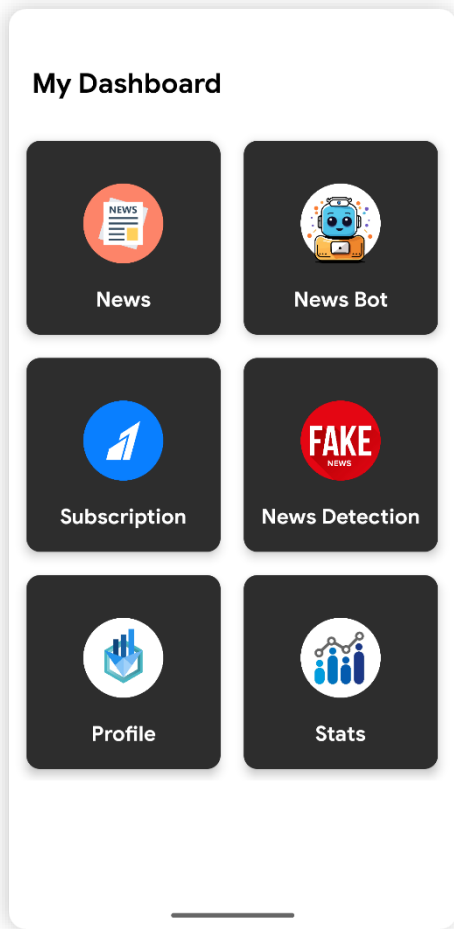 My Dashboard
NEWS
News
News Bot
Subscription
FAKE
NEWS
News Detection
Profile
Stats